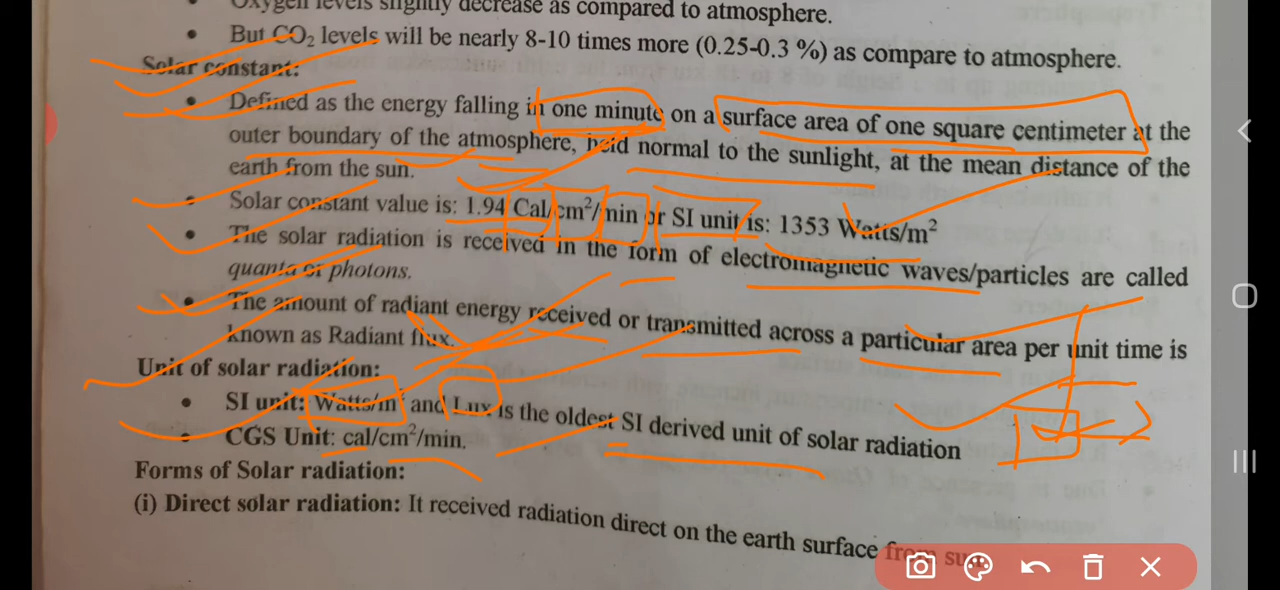 Oxygen levels slightly decrease as compared to atmosphere.
• But CO₂ levels will be nearly 8-10 times more (0.25-0.3 %) as compare to atmosphere.
Solar constant:
• Defined as the energy falling in one minute on a surface area of one square centimeter at the
outer boundary of the atmosphere, held normal to the sunlight, at the mean distance of the
earth from the sun.
• Solar constant value is: 1.94 Cal/cm²/min or SI unit is: 1353 Watts/m²
• The solar radiation is received in the form of electromagnetic waves/particles are called
quanta or photons.
• The amount of radiant energy received or transmitted across a particular area per unit time is
known as Radiant flux.
Unit of solar radiation:
• SI unit: Watts/m² and Lux is the oldest SI derived unit of solar radiation
• CGS Unit: cal/cm²/min.
Forms of Solar radiation:
(i) Direct solar radiation: It received radiation direct on the earth surface from sun